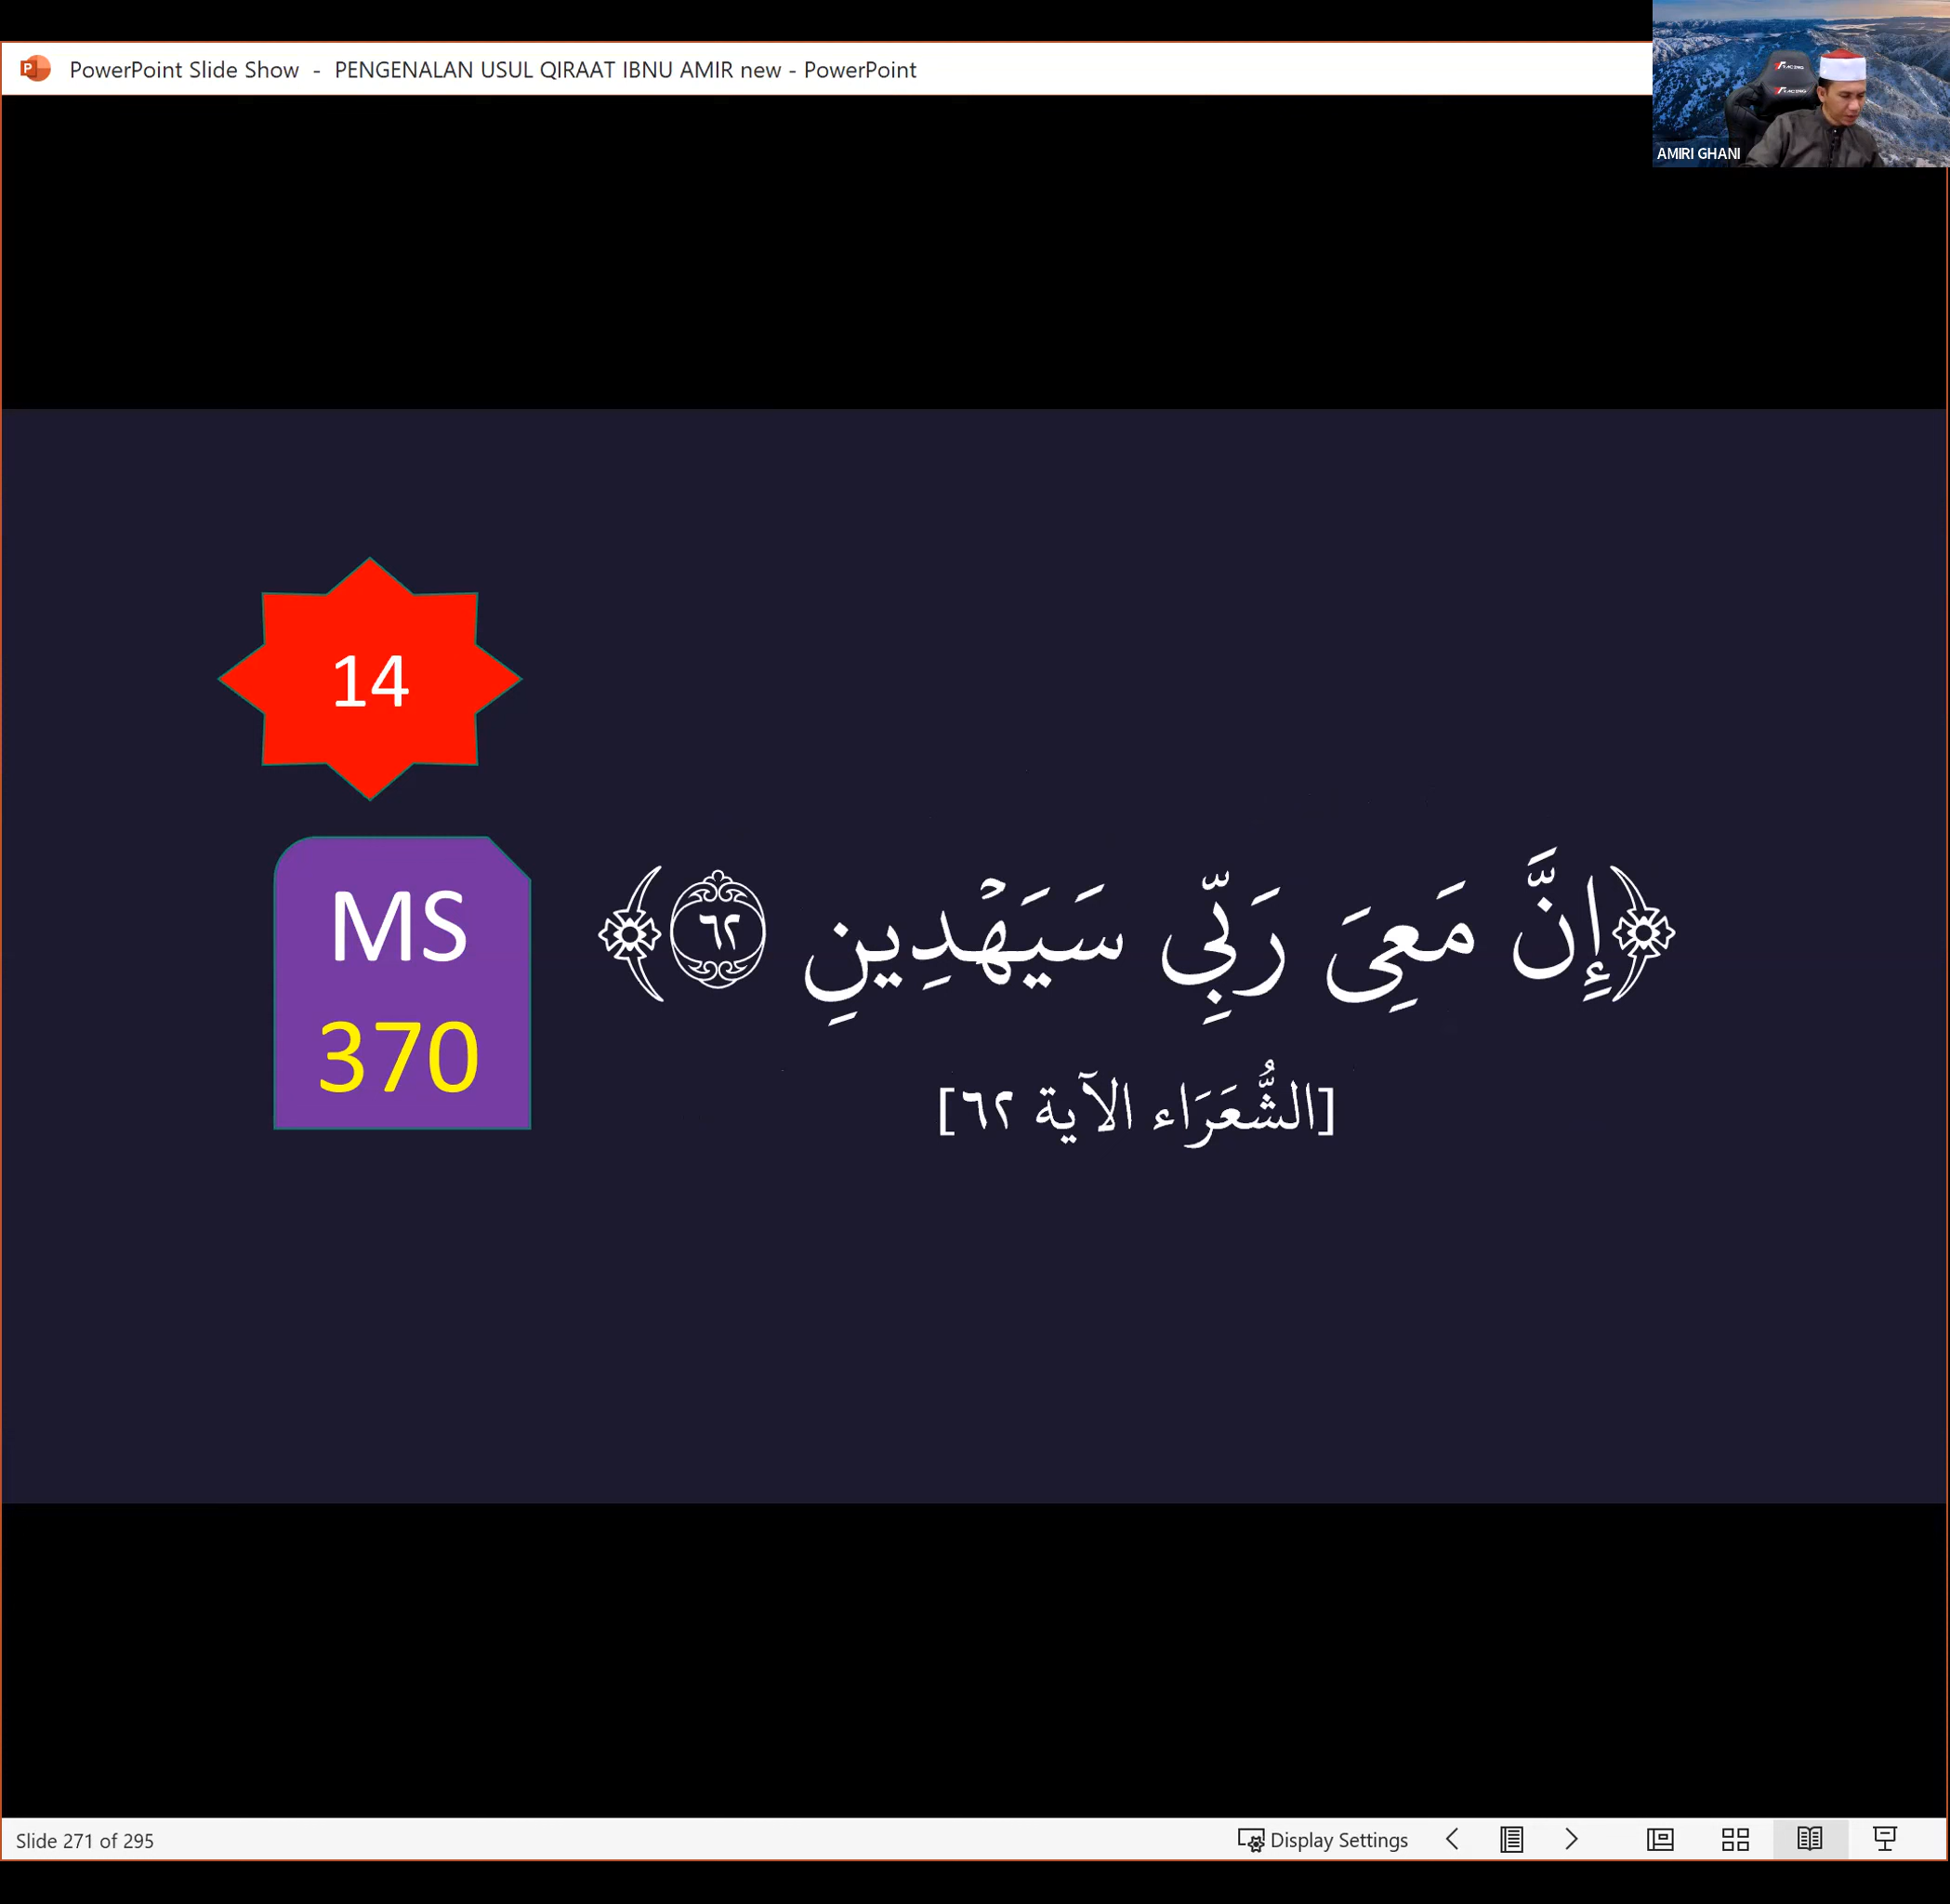 PowerPoint Slide Show - PENGENALAN USUL QIRAAT IBNU AMIR new - PowerPoint
AMIRI GHANI
14
MS
370
﴿إِنَّ مَعِىَ رَبِّى سَيَهۡدِينِ ٦٢﴾
[الشُّعَرَاء الآية ٦٢]
Slide 271 of 295
Display Settings